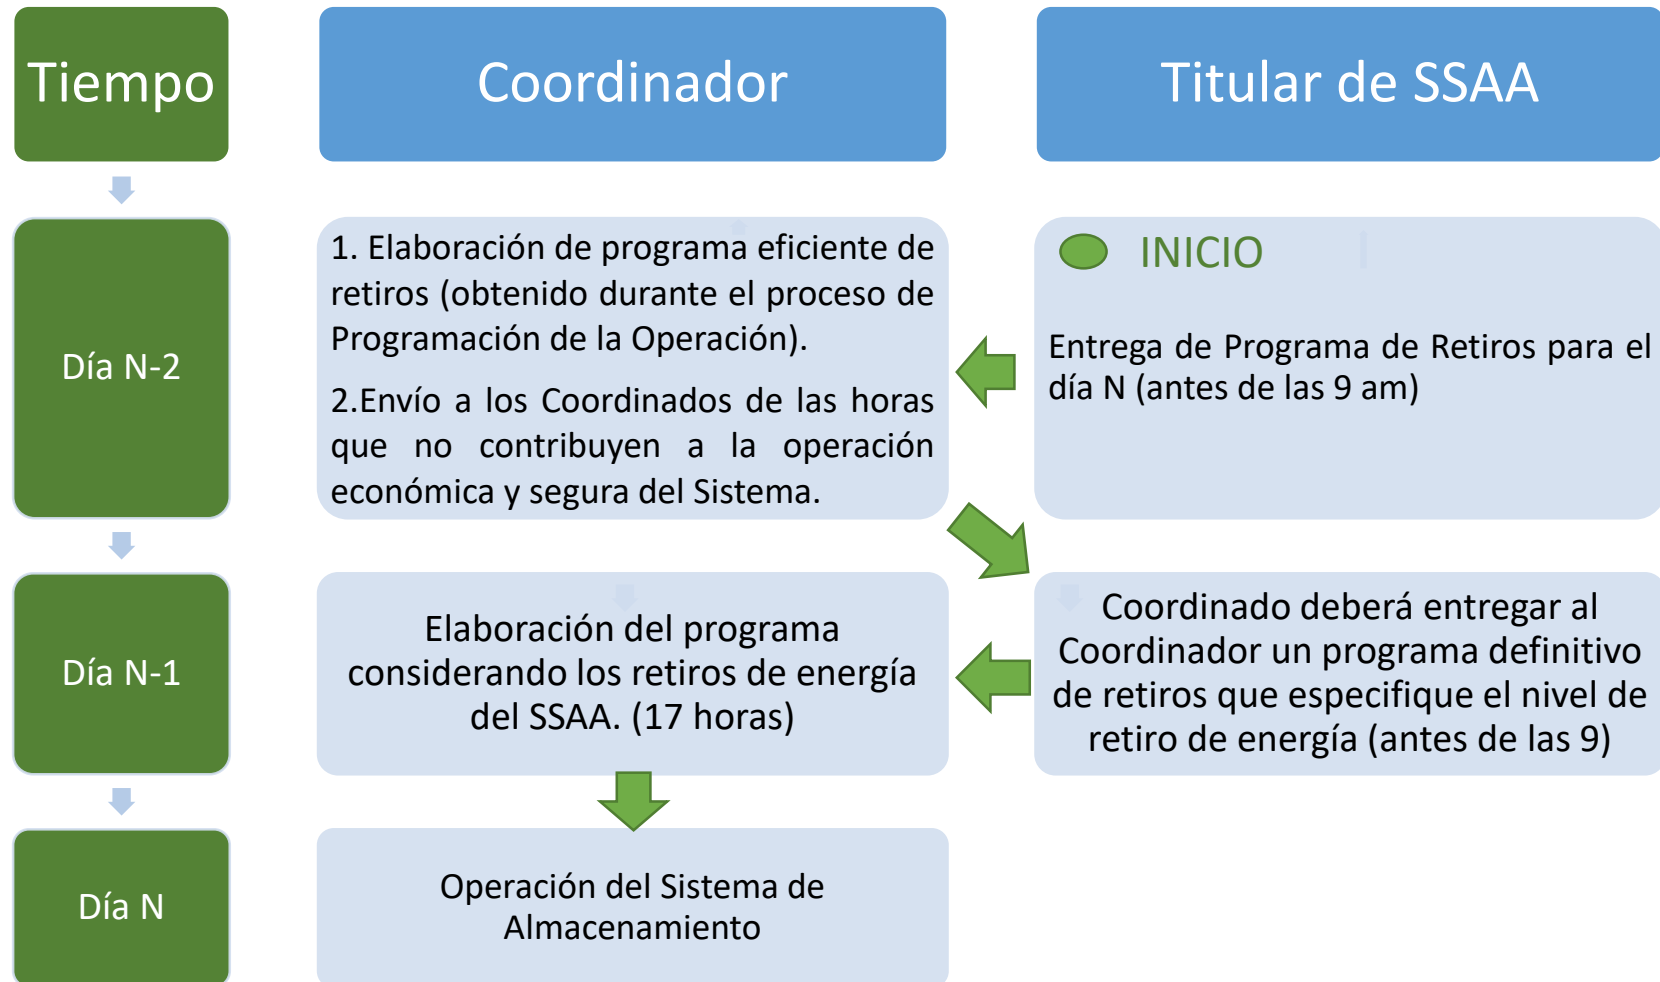 Tiempo
Coordinador
Titular de SSAA
Día N-2
1. Elaboración de programa eficiente de
retiros (obtenido durante el proceso de
Programación de la Operación).
2.Envío a los Coordinados de las horas
que no contribuyen a la operación
económica y segura del Sistema.
INICIO
Entrega de Programa de Retiros para el
día N (antes de las 9 am)
Día N-1
Elaboración del programa
considerando los retiros de energía
del SSAA. (17 horas)
Coordinado deberá entregar al
Coordinador un programa definitivo
de retiros que especifique el nivel de
retiro de energía (antes de las 9)
Día N
Operación del Sistema de
Almacenamiento